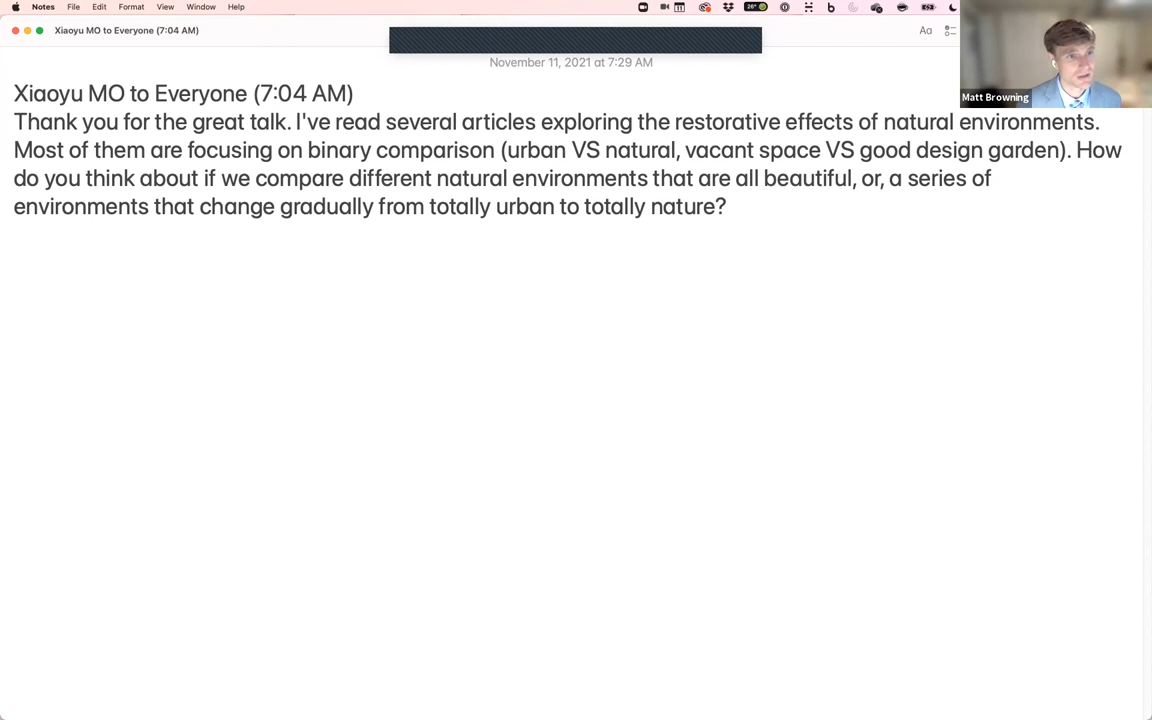 Notes File Edit Format View Window Help
Xiaoyu MO to Everyone (7:04 AM)
Aa
November 11, 2021 at 7:29 AM
Xiaoyu MO to Everyone (7:04 AM)
Thank you for the great talk. I've read several articles exploring the restorative effects of natural environments.
Most of them are focusing on binary comparison (urban VS natural, vacant space VS good design garden). How
do you think about if we compare different natural environments that are all beautiful, or, a series of
environments that change gradually from totally urban to totally nature?
Matt Browning